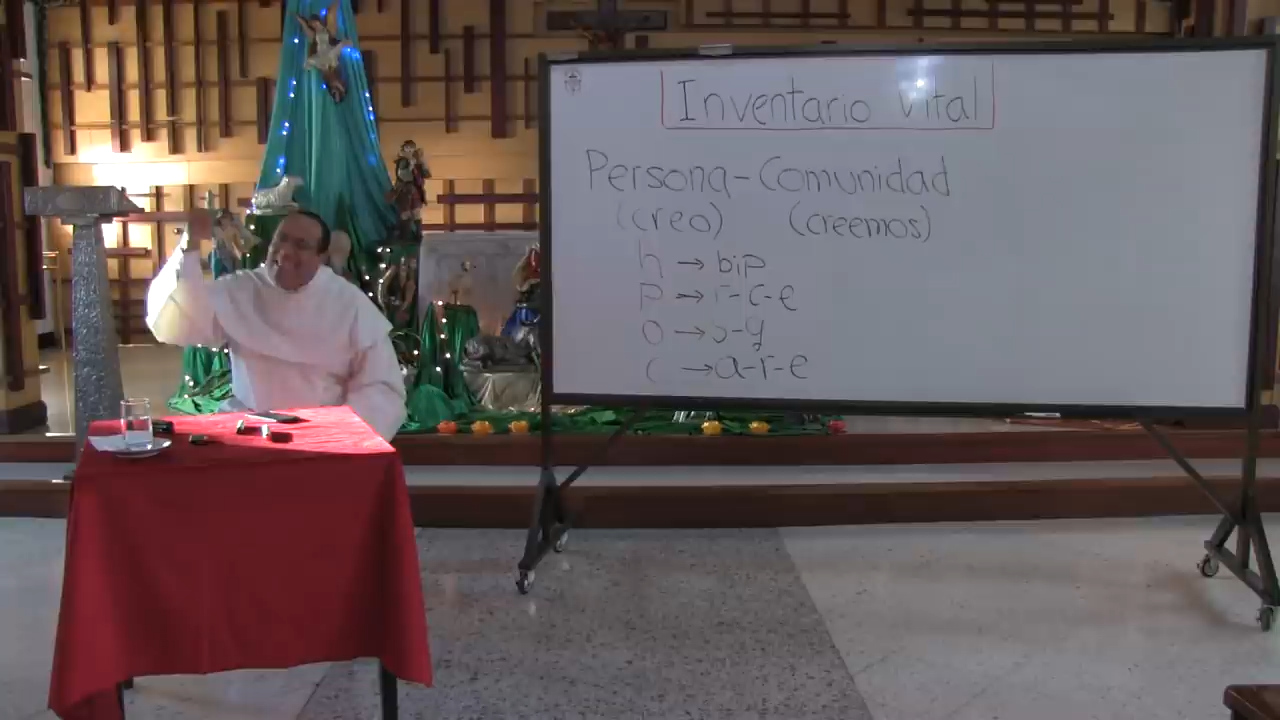 Inventario vital
Persona-Comunidad
(creo) (creemos)
h → bip
p → r-c-e
o → o-g
c → a-r-e